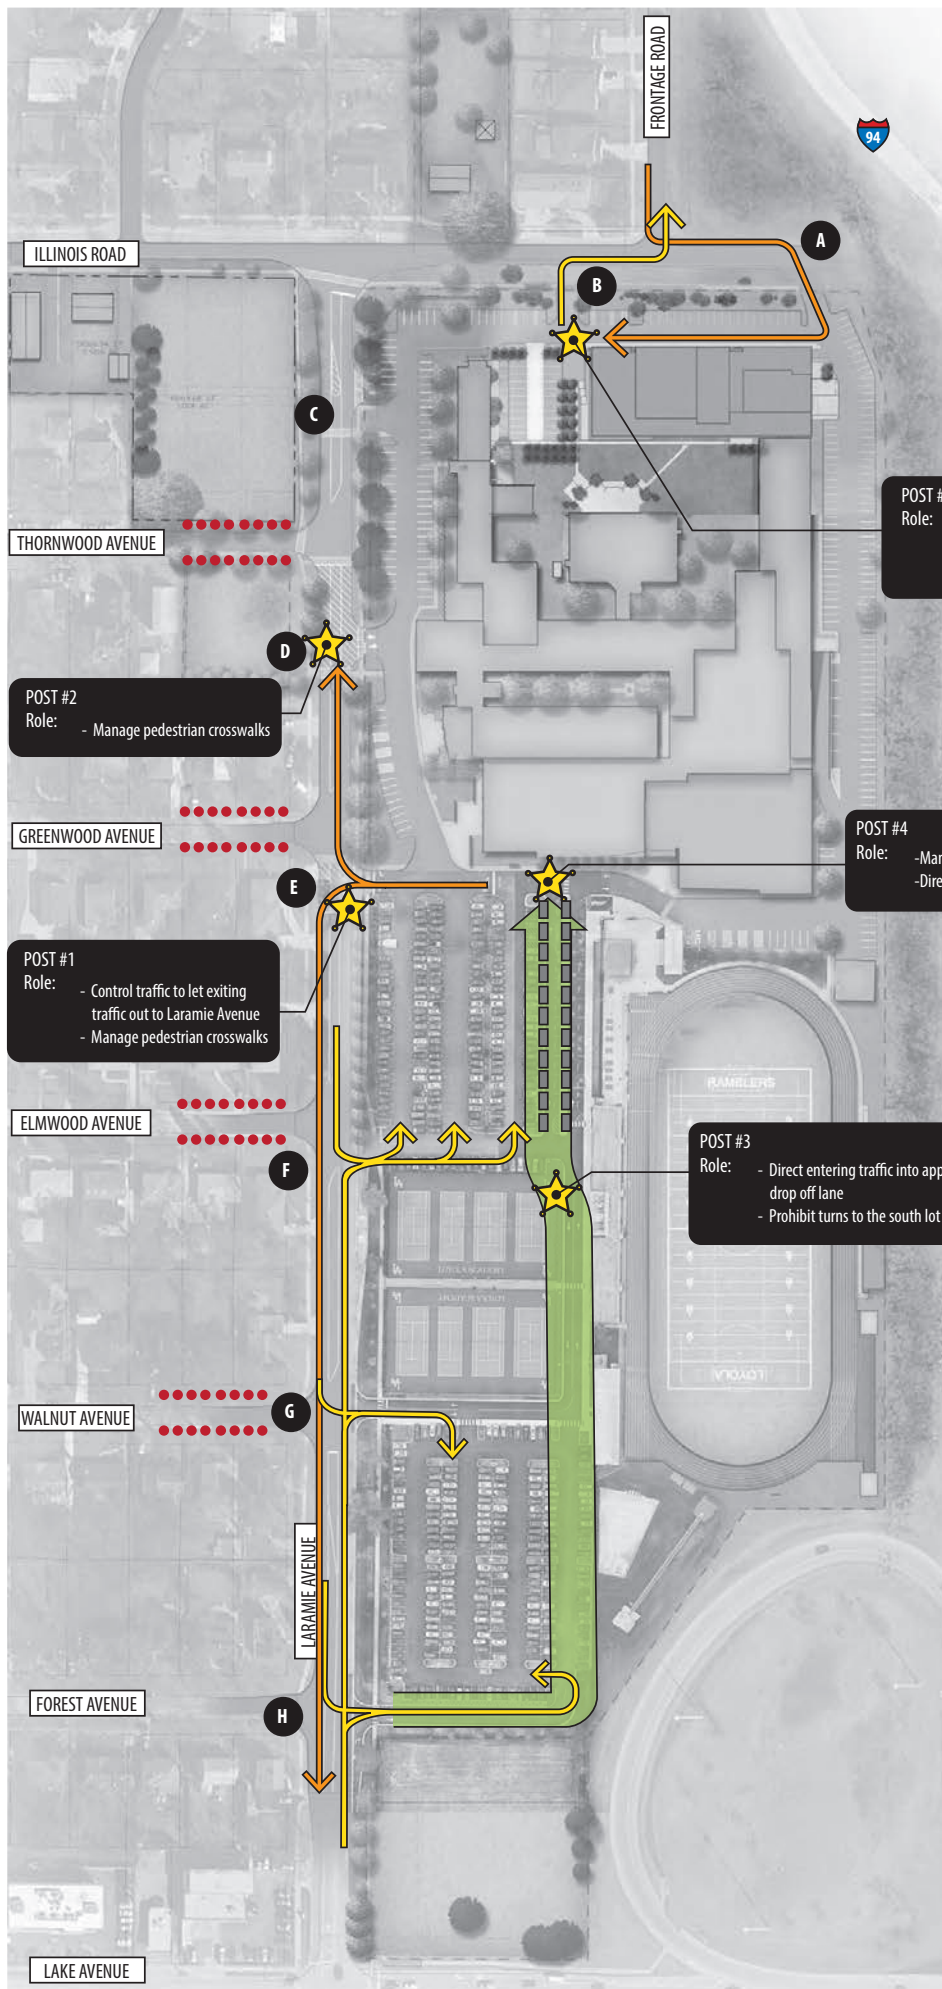 FRONTAGE ROAD
94
A
ILLINOIS ROAD
B
C
POST #
Role:
THORNWOOD AVENUE
D
POST #2
Role:
- Manage pedestrian crosswalks
GREENWOOD AVENUE
POST #4
Role:
-Mar
-Dire
E
POST #1
Role:
- Control traffic to let exiting
traffic out to Laramie Avenue
- Manage pedestrian crosswalks
RAMBLERS
ELMWOOD AVENUE
F
POST #3
Role:
- Direct entering traffic into app
drop off lane
- Prohibit turns to the south lot
LOYOLA
WALNUT AVENUE
G
LARAMIE AVENUE
FOREST AVENUE
H
LAKE AVENUE